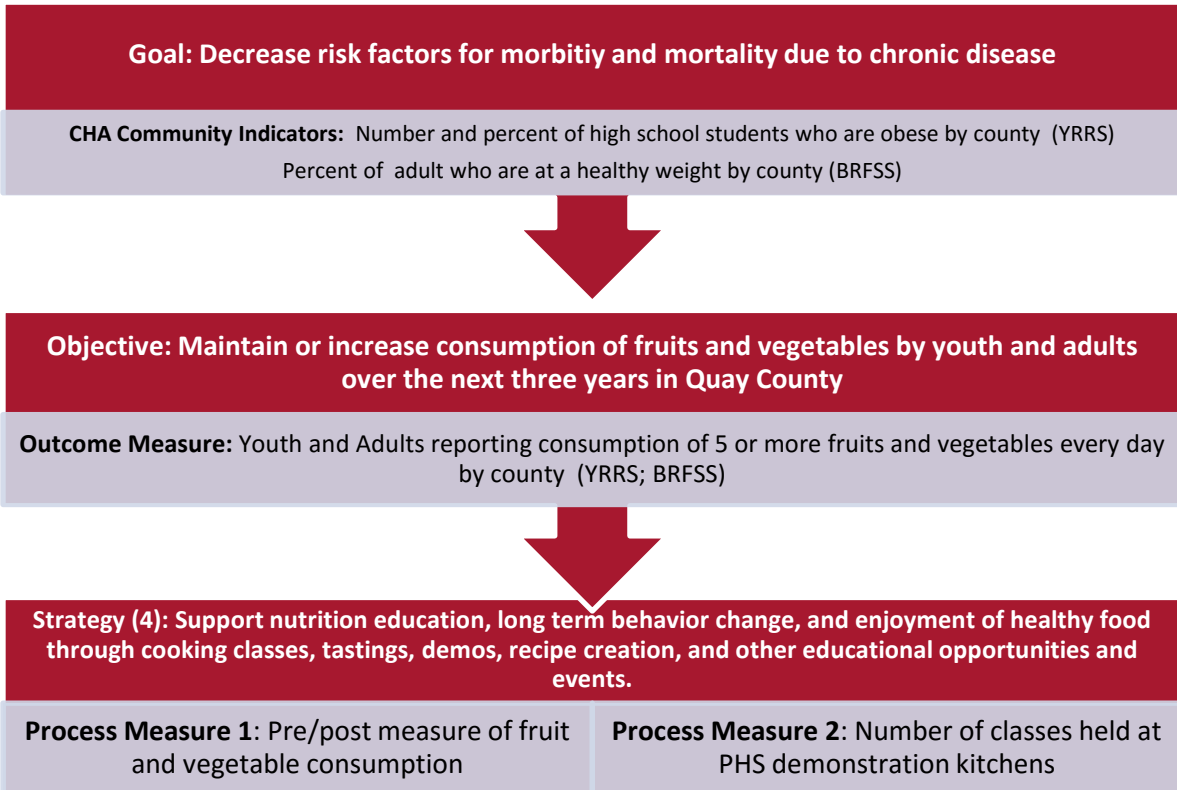 Goal: Decrease risk factors for morbitiy and mortality due to chronic disease
CHA Community Indicators: Number and percent of high school students who are obese by county (YRRS)
Percent of adult who are at a healthy weight by county (BRFSS)
Objective: Maintain or increase consumption of fruits and vegetables by youth and adults
over the next three years in Quay County
Outcome Measure: Youth and Adults reporting consumption of 5 or more fruits and vegetables every day
by county (YRRS; BRFSS)
Strategy (4): Support nutrition education, long term behavior change, and enjoyment of healthy food
through cooking classes, tastings, demos, recipe creation, and other educational opportunities and
events.
Process Measure 1: Pre/post measure of fruit
and vegetable consumption
Process Measure 2: Number of classes held at
PHS demonstration kitchens